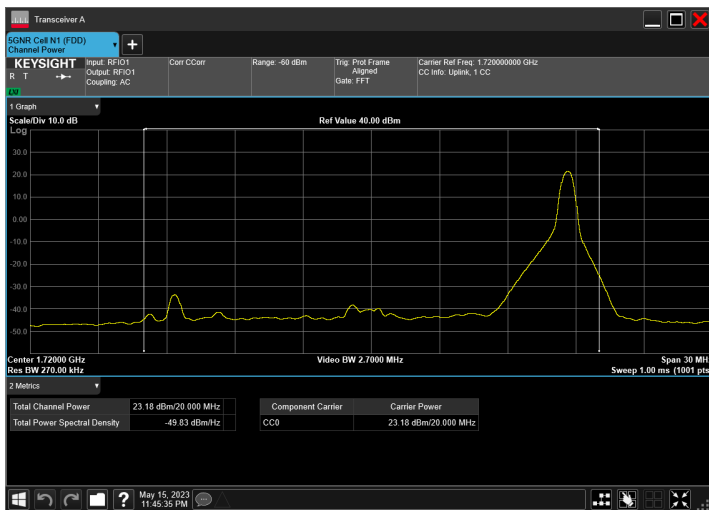 Transceiver A
5GNR Cell N1 (FDD)
Channel Power
KEYSIGHT
R T
LXI
Input: RFIO1
Output: RFIO1
Coupling: AC
Corr CCorr
Range: -60 dBm
Trig: Prot Frame
Aligned
Gate: FFT
Carrier Ref Freq: 1.720000000 GHz
CC Info: Uplink, 1 CC
1 Graph
Scale/Div 10.0 dB
Ref Value 40.00 dBm
Log
30.0
20.0
10.0
0.00
-10.0
-20.0
-30.0
-40.0
-50.0
Center 1.72000 GHz
Video BW 2.7000 MHz
Span 30 MH
Res BW 270.00 kHz
Sweep 1.00 ms (1001 pts
2 Metrics
Total Channel Power 23.18 dBm/20.000 MHz
Total Power Spectral Density -49.83 dBm/Hz
Component Carrier Carrier Power
CC0 23.18 dBm/20.000 MHz
May 15, 2023
11:45:35 PM